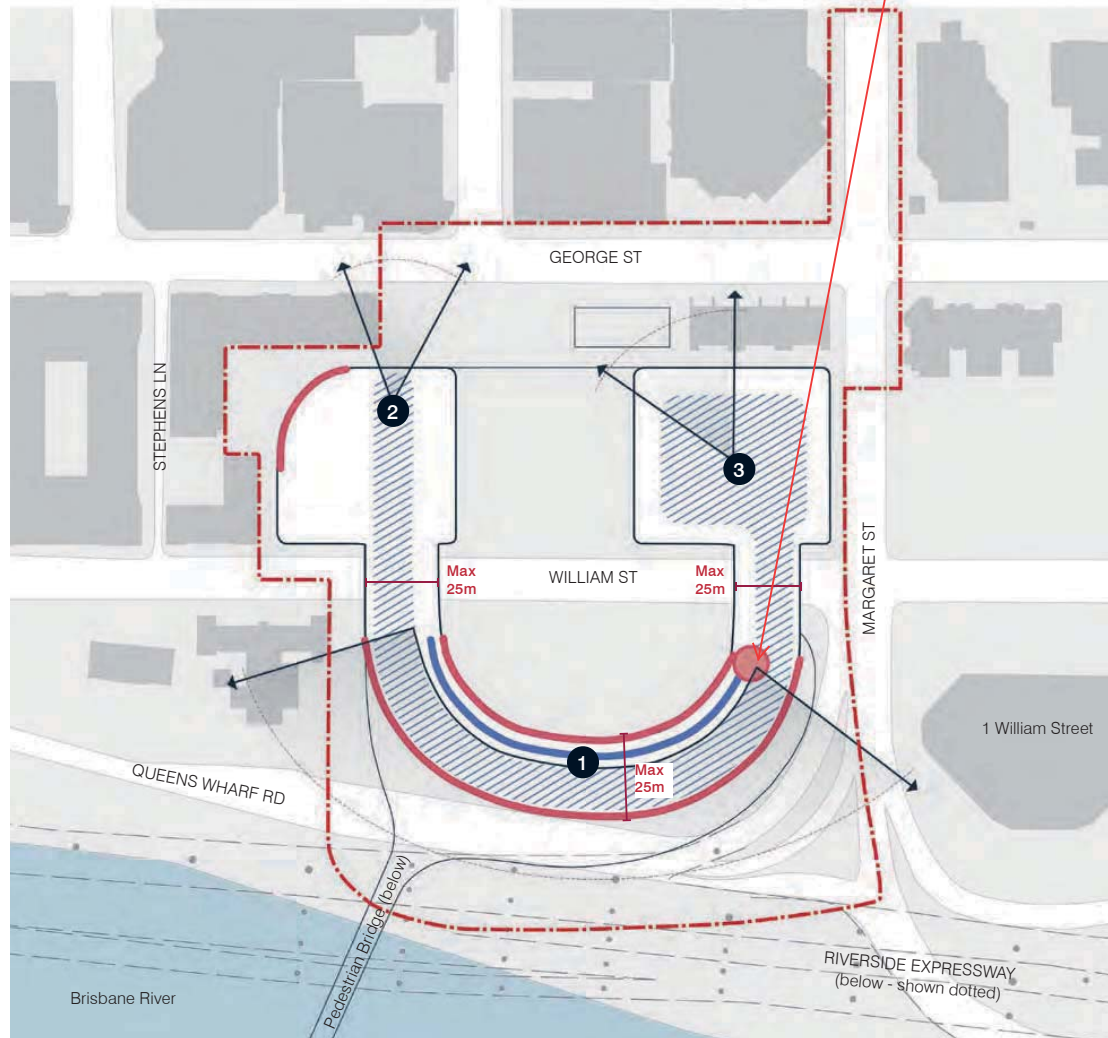 GEORGE ST
STEPHENS LN
2
3
MARGARET ST
Max
25m
WILLIAM ST
Max
25m
1 William Street
1
Max
25m
QUEENS WHARF RD
Pedestrian Bridge (below)
RIVERSIDE EXPRESSWAY
(below - shown dotted)
Brisbane River